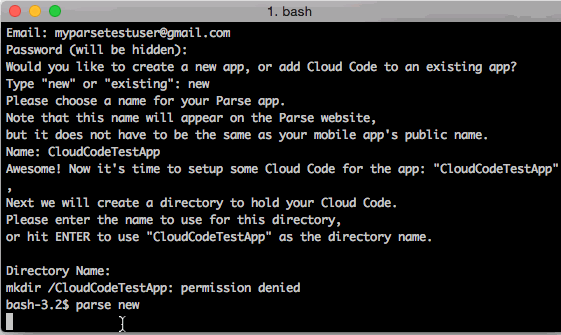 1. bash
Email: myparsetestuser@gmail.com
Password (will be hidden):
Would you like to create a new app, or add Cloud Code to an existing app?
Type "new" or "existing": new
Please choose a name for your Parse app.
Note that this name will appear on the Parse website,
but it does not have to be the same as your mobile app's public name.
Name: CloudCodeTestApp
Awesome! Now it's time to setup some Cloud Code for the app: "CloudCodeTestApp"
,
Next we will create a directory to hold your Cloud Code.
Please enter the name to use for this directory,
or hit ENTER to use "CloudCodeTestApp" as the directory name.
Directory Name:
mkdir /CloudCodeTestApp: permission denied
bash-3.2$ parse new